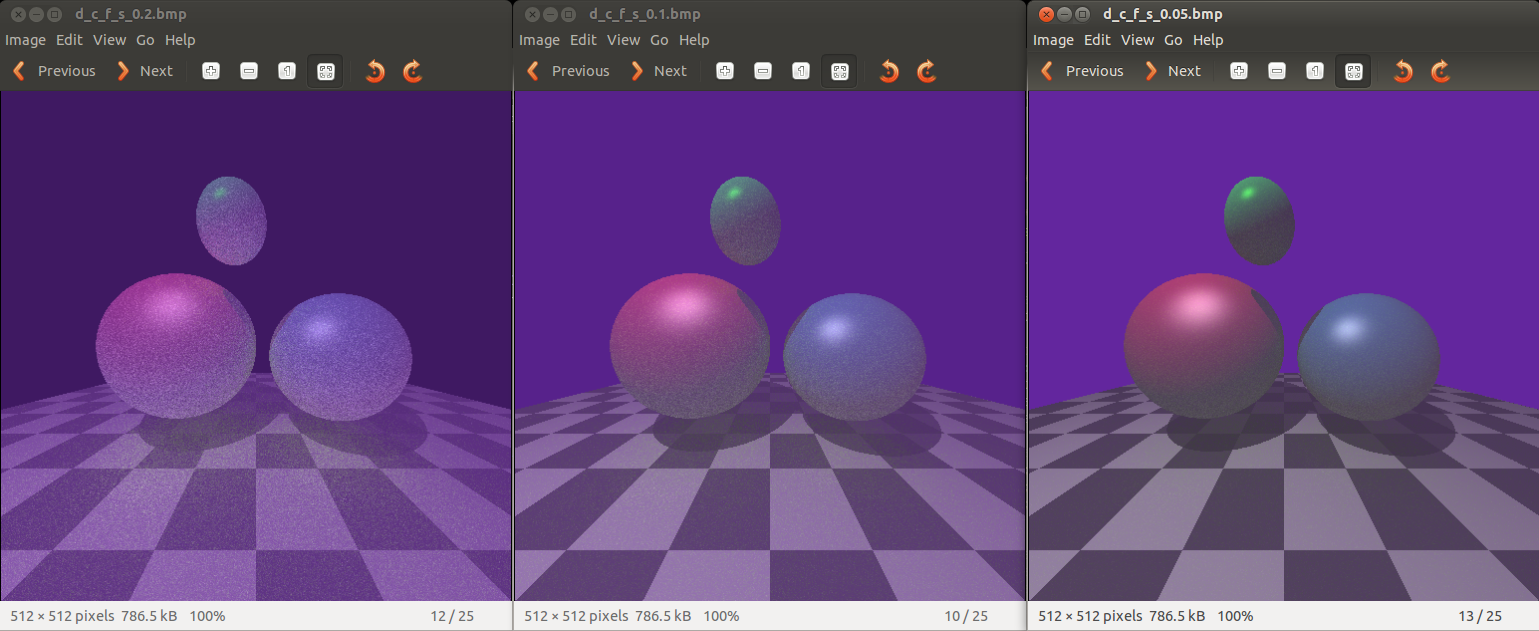 d_c_f_s_0.2.bmp
Image Edit View Go Help
Previous Next 1
512 × 512 pixels 786.5 kB 100% 12 / 25
d_c_f_s_0.1.bmp
Image Edit View Go Help
Previous Next 1
512 × 512 pixels 786.5 kB 100% 10 / 25
d_c_f_s_0.05.bmp
Image Edit View Go Help
Previous Next 1
512 × 512 pixels 786.5 kB 100% 13 / 25